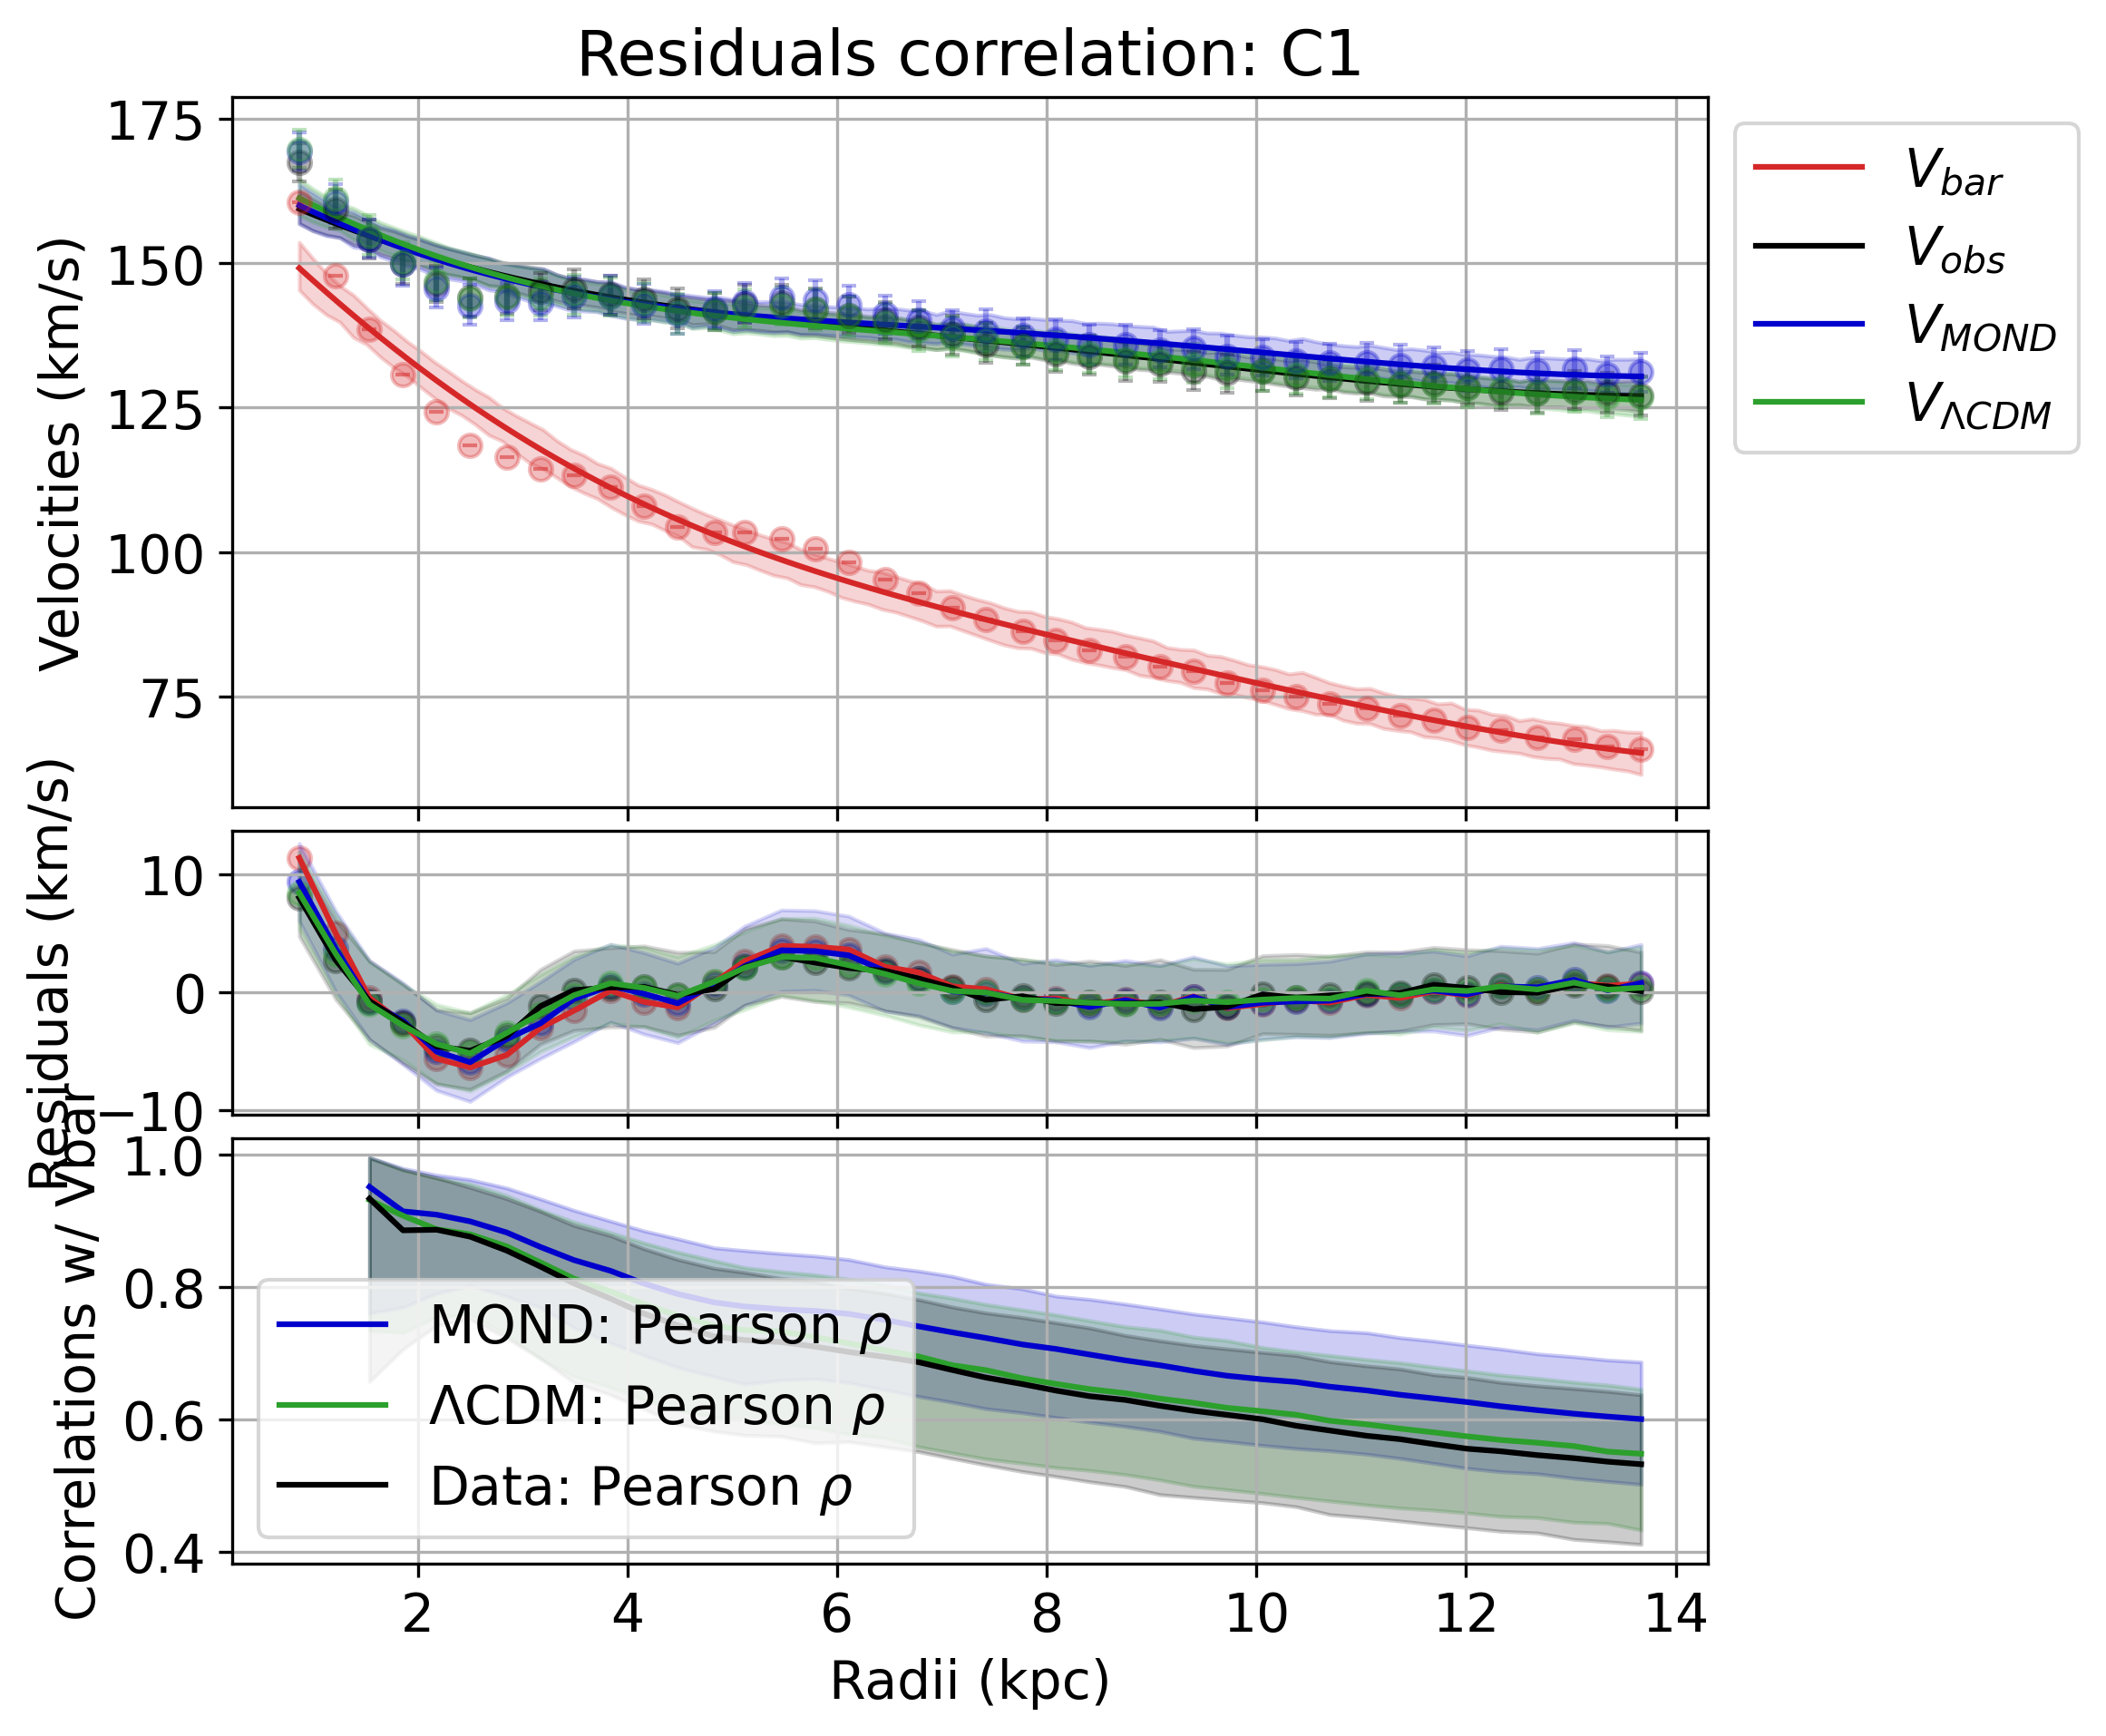 Residuals correlation: C1
175
150
125
100
75
Velocities (km/s)
V_bar
V_obs
V_MOND
V_ΛCDM
10
0
−10
Residuals (km/s)
1.0
0.8
0.6
0.4
Correlations w/ Vbar
MOND: Pearson ρ
ΛCDM: Pearson ρ
Data: Pearson ρ
2 4 6 8 10 12 14
Radii (kpc)